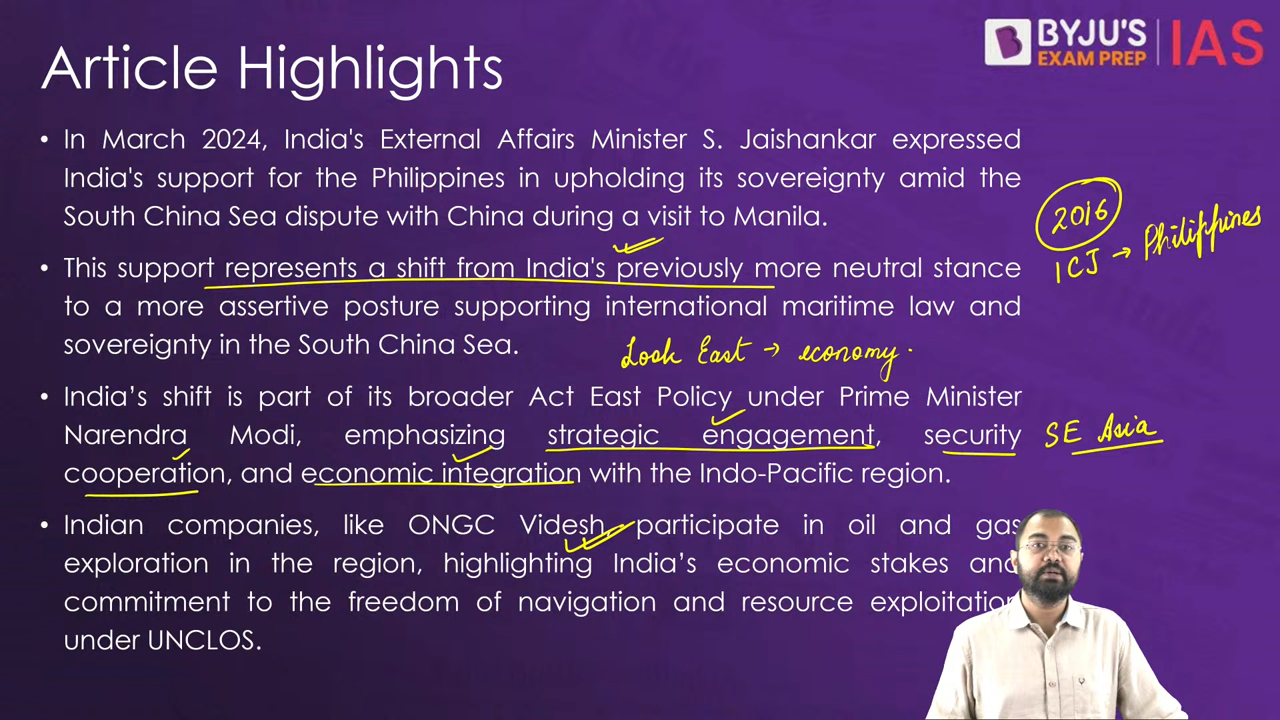 Article Highlights
BYJU'S
EXAM PREP
IAS
• In March 2024, India's External Affairs Minister S. Jaishankar expressed
India's support for the Philippines in upholding its sovereignty amid the
South China Sea dispute with China during a visit to Manila.
2016
ICJ → Philippines
• This support represents a shift from India's previously more neutral stance
to a more assertive posture supporting international maritime law and
sovereignty in the South China Sea.
Look East → economy.
• India’s shift is part of its broader Act East Policy under Prime Minister
Narendra Modi, emphasizing strategic engagement, security
SE Asia
cooperation, and economic integration with the Indo-Pacific region.
• Indian companies, like ONGC Videsh, participate in oil and gas
exploration in the region, highlighting India’s economic stakes and
commitment to the freedom of navigation and resource exploitation
under UNCLOS.